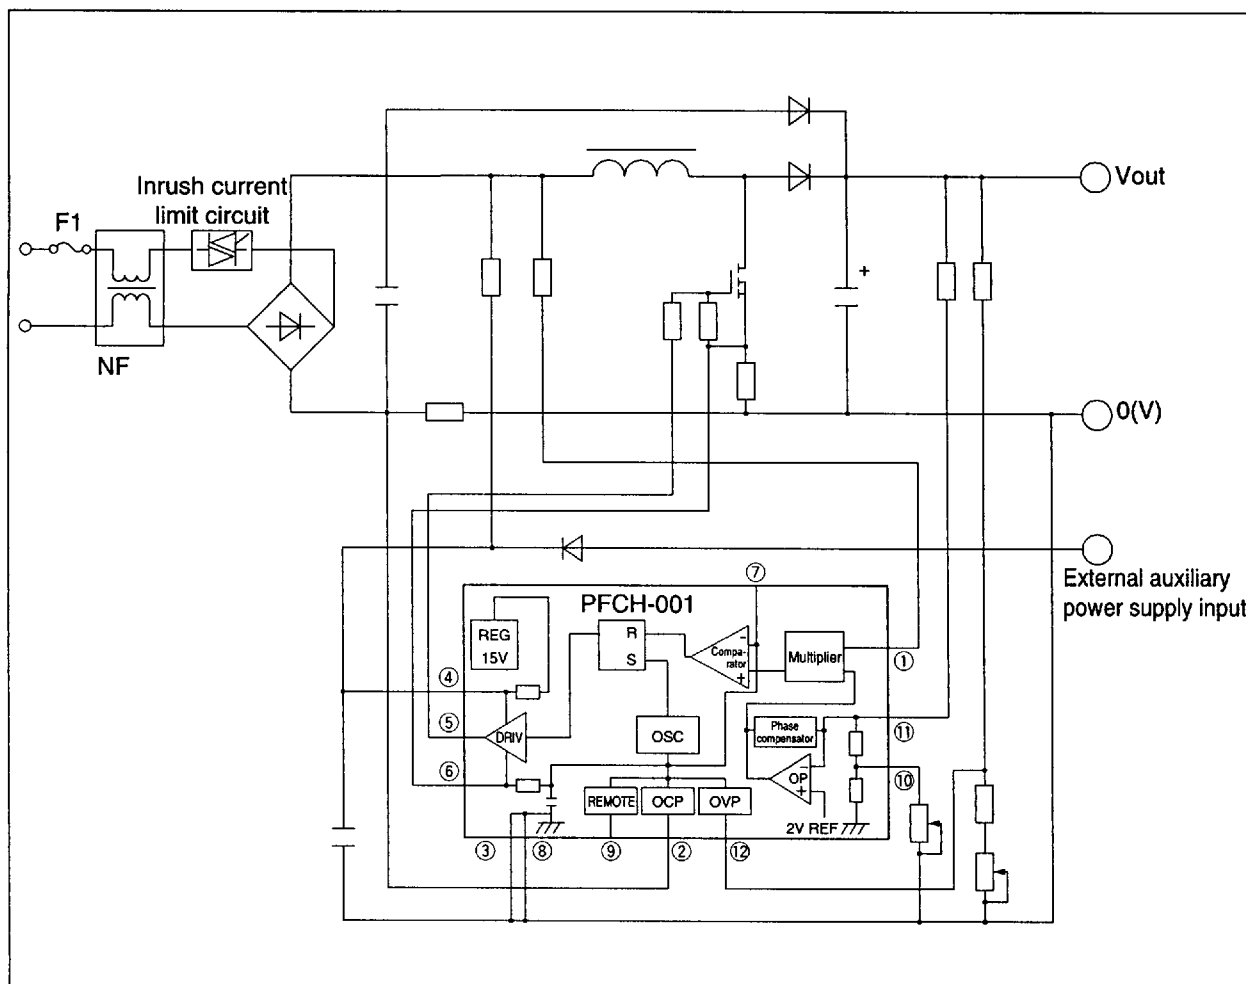 Inrush current
limit circuit
F1
NF
+
Vout
0(V)
External auxiliary
power supply input
⑦
PFCH-001
REG
15V
R
S
Compa-
rator
−
+
Multiplier
①
④
⑤
DRIV
OSC
Phase
compensator
⑪
⑥
OP
−
+
⑩
REMOTE
OCP
OVP
2V REF
③
⑧
⑨
②
⑫